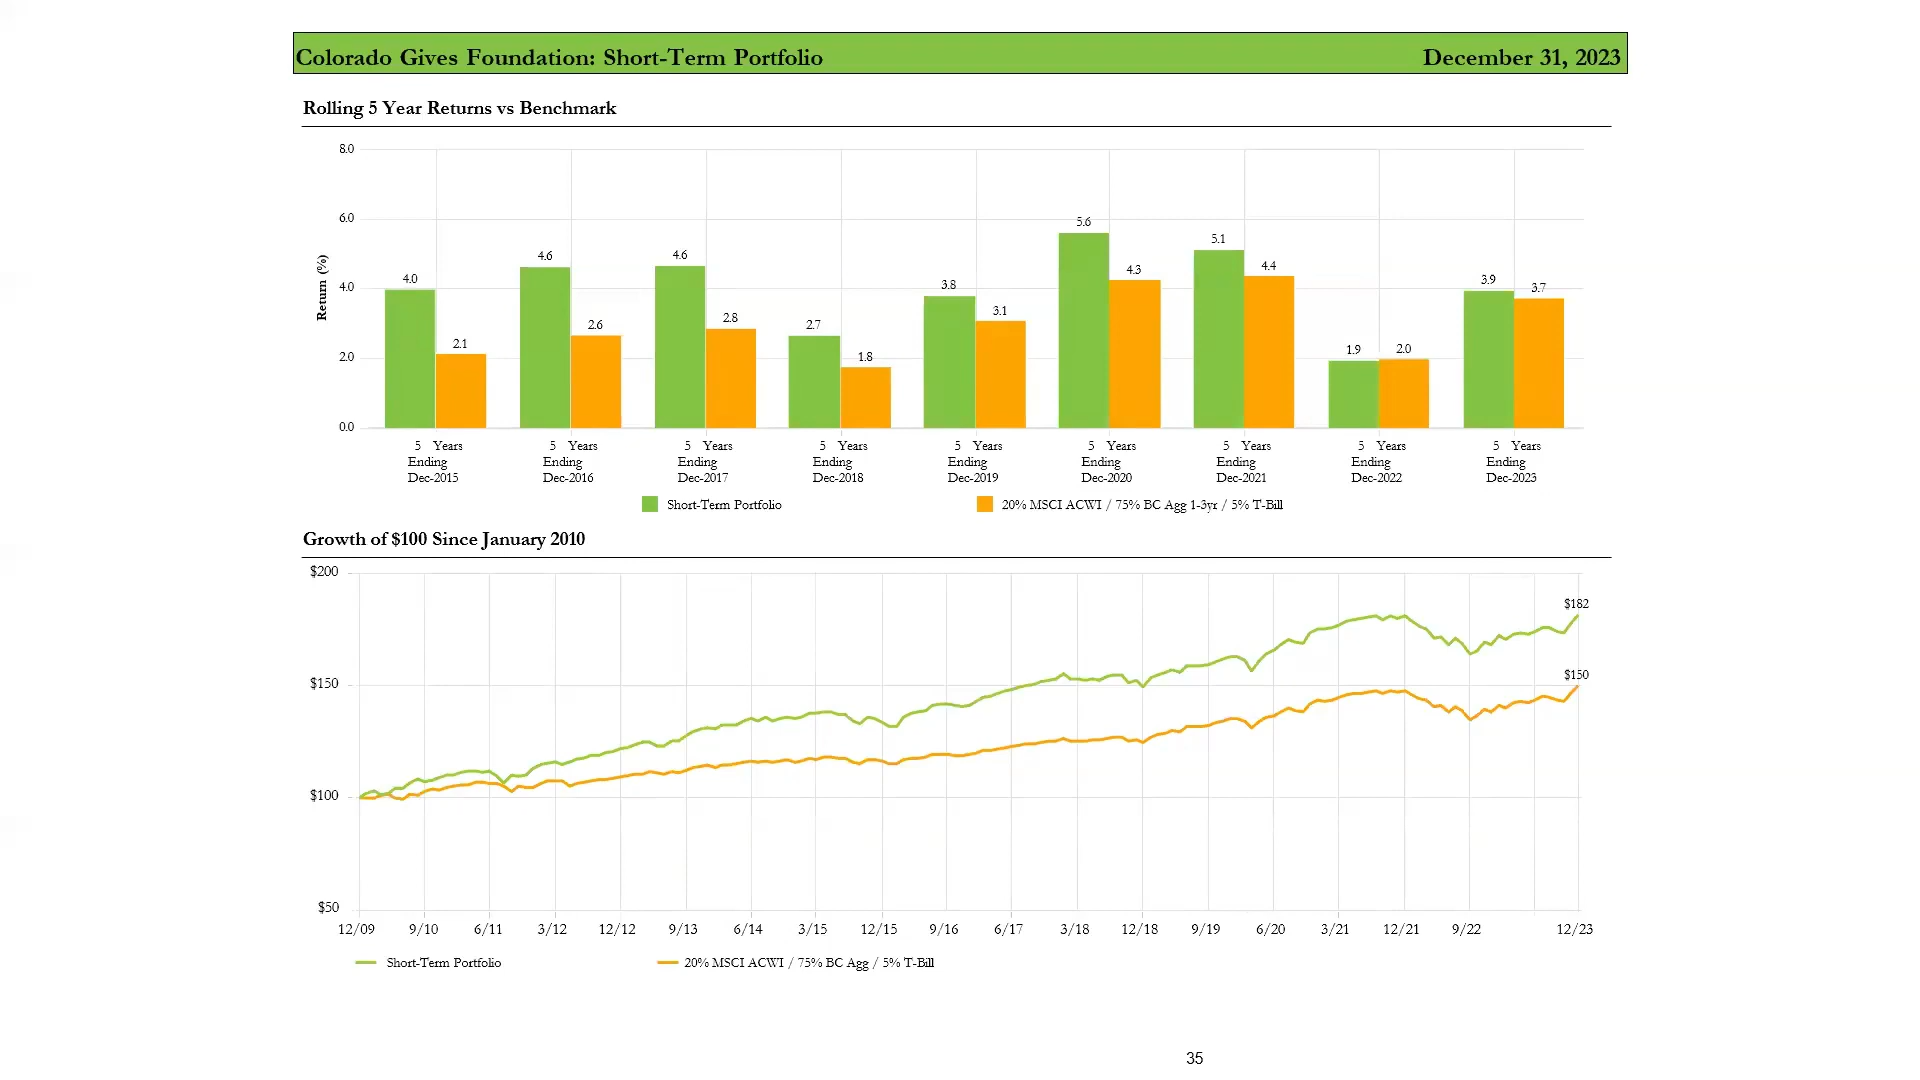 Colorado Gives Foundation: Short-Term Portfolio December 31, 2023
Rolling 5 Year Returns vs Benchmark
8.0
6.0
4.0
2.0
0.0
Return (%)
4.0 2.1
4.6 2.6
4.6 2.8
2.7 1.8
3.8 3.1
5.6 4.3
5.1 4.4
1.9 2.0
3.9 3.7
5 Years 5 Years 5 Years 5 Years 5 Years 5 Years 5 Years 5 Years 5 Years
Ending Ending Ending Ending Ending Ending Ending Ending Ending
Dec-2015 Dec-2016 Dec-2017 Dec-2018 Dec-2019 Dec-2020 Dec-2021 Dec-2022 Dec-2023
Short-Term Portfolio 20% MSCI ACWI / 75% BC Agg 1-3yr / 5% T-Bill
Growth of $100 Since January 2010
$200
$150
$100
$50
$182
$150
12/09 9/10 6/11 3/12 12/12 9/13 6/14 3/15 12/15 9/16 6/17 3/18 12/18 9/19 6/20 3/21 12/21 9/22 12/23
Short-Term Portfolio 20% MSCI ACWI / 75% BC Agg / 5% T-Bill
35